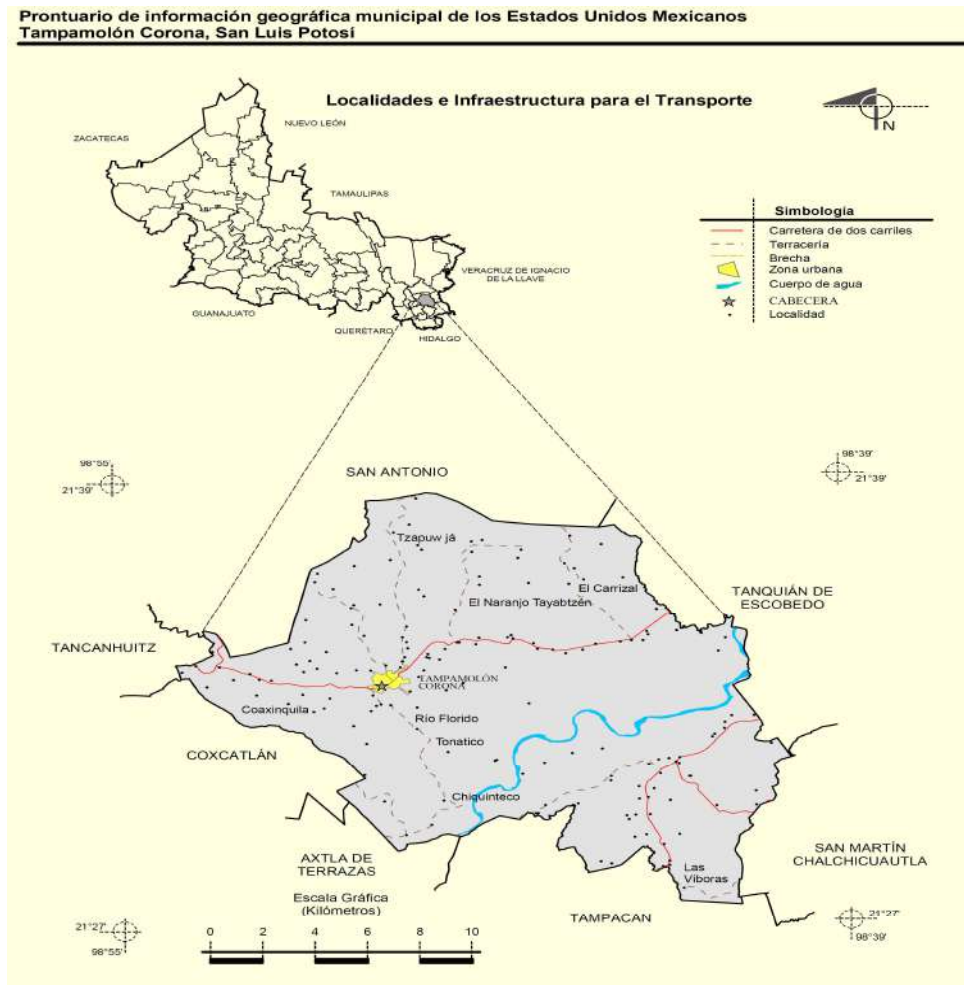 Prontuario de información geográfica municipal de los Estados Unidos Mexicanos
Tampamolón Corona, San Luis Potosí
Localidades e Infraestructura para el Transporte
N
NUEVO LEÓN
ZACATECAS
TAMAULIPAS
VERACRUZ DE IGNACIO
DE LA LLAVE
GUANAJUATO
QUERÉTARO
HIDALGO
Simbología
Carretera de dos carriles
Terracería
Brecha
Zona urbana
Cuerpo de agua
CABECERA
Localidad
98°55'
21°39'
98°39'
21°39'
SAN ANTONIO
Tzapuw já
El Carrizal
El Naranjo Tayabtzén
TANQUIÁN DE
ESCOBEDO
TANCANHUITZ
TAMPAMOLÓN
CORONA
Coaxinquila
Río Florido
Tonatico
COXCATLÁN
Chiquinteco
AXTLA DE
TERRAZAS
SAN MARTÍN
CHALCHICUAUTLA
Las
Víboras
TAMPACAN
Escala Gráfica
(Kilómetros)
21°27'
98°55'
21°27'
98°39'
0 2 4 6 8 10